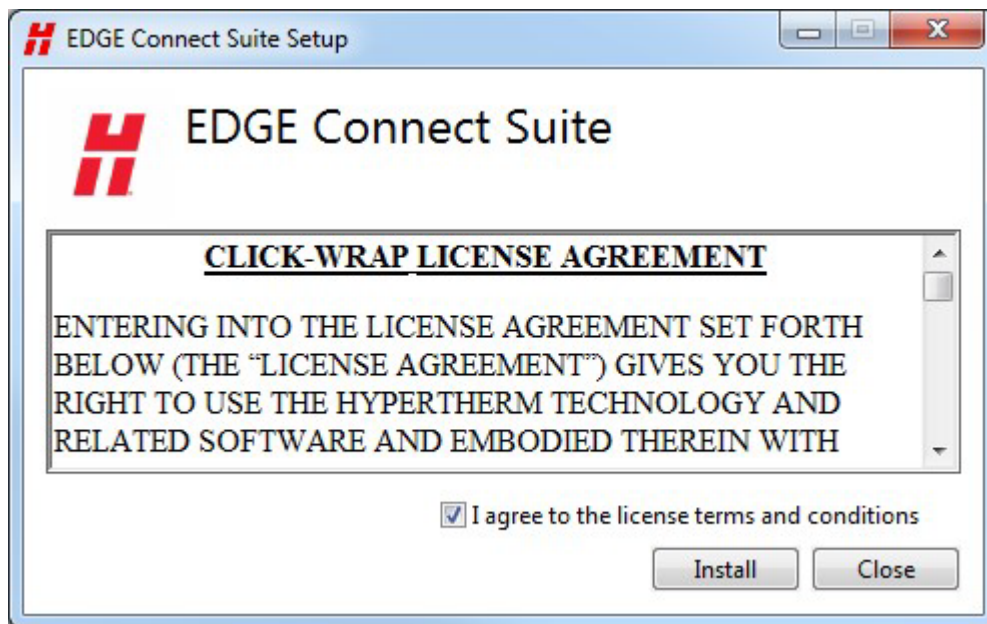 EDGE Connect Suite Setup
EDGE Connect Suite
CLICK-WRAP LICENSE AGREEMENT
ENTERING INTO THE LICENSE AGREEMENT SET FORTH
BELOW (THE “LICENSE AGREEMENT”) GIVES YOU THE
RIGHT TO USE THE HYPERTHERM TECHNOLOGY AND
RELATED SOFTWARE AND EMBODIED THEREIN WITH
I agree to the license terms and conditions
Install Close